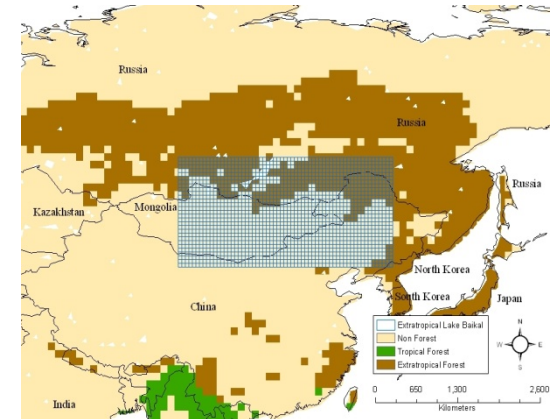 Russia
Russia
Russia
Kazakhstan
Mongolia
North Korea
South Korea
Japan
China
India
Extratropical Lake Baikal
Non Forest
Tropical Forest
Extratropical Forest
N
W
E
S
0 650 1,300 2,600
Kilometers